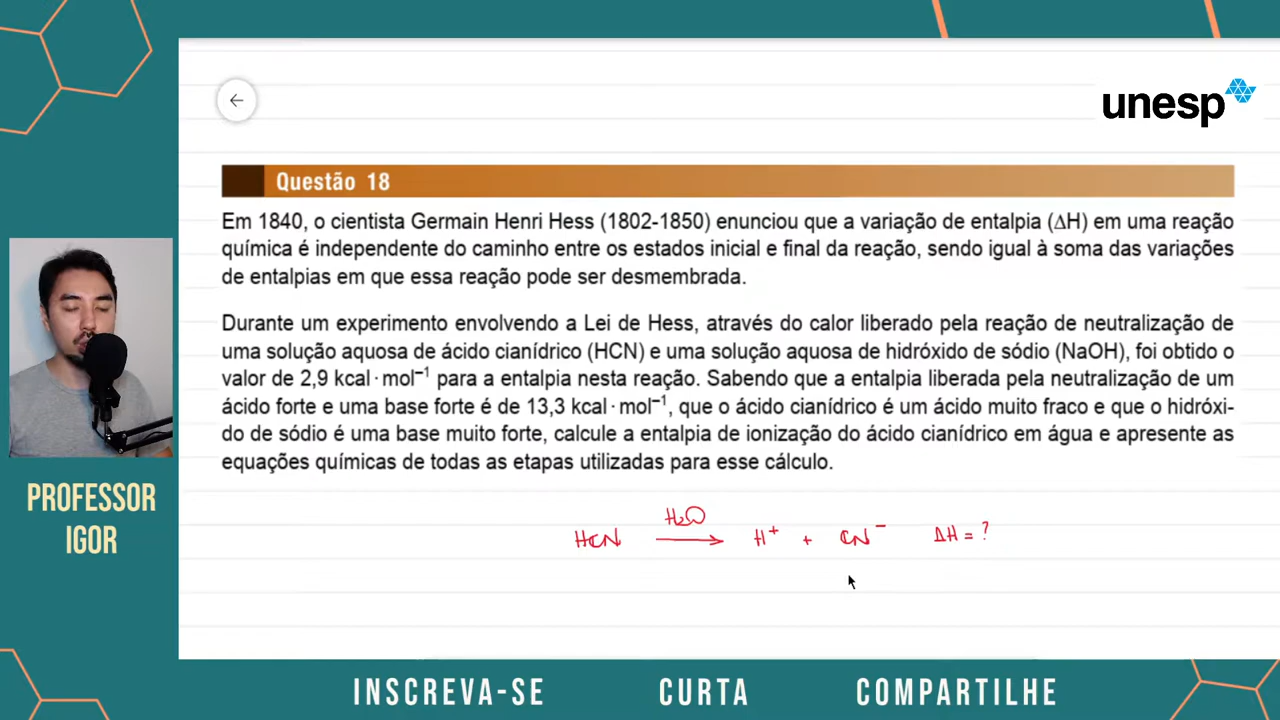 unesp
Questão 18
Em 1840, o cientista Germain Henri Hess (1802-1850) enunciou que a variação de entalpia (ΔH) em uma reação
química é independente do caminho entre os estados inicial e final da reação, sendo igual à soma das variações
de entalpias em que essa reação pode ser desmembrada.
Durante um experimento envolvendo a Lei de Hess, através do calor liberado pela reação de neutralização de
uma solução aquosa de ácido cianídrico (HCN) e uma solução aquosa de hidróxido de sódio (NaOH), foi obtido o
valor de 2,9 kcal·mol⁻¹ para a entalpia nesta reação. Sabendo que a entalpia liberada pela neutralização de um
ácido forte e uma base forte é de 13,3 kcal·mol⁻¹, que o ácido cianídrico é um ácido muito fraco e que o hidróxi-
do de sódio é uma base muito forte, calcule a entalpia de ionização do ácido cianídrico em água e apresente as
equações químicas de todas as etapas utilizadas para esse cálculo.
H₂O
HCN → H⁺ + CN⁻ ΔH = ?
PROFESSOR
IGOR
INSCREVA-SE CURTA COMPARTILHE